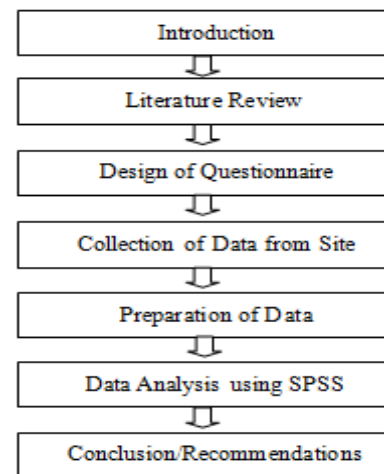 Introduction
Literature Review
Design of Questionnaire
Collection of Data from Site
Preparation of Data
Data Analysis using SPSS
Conclusion/Recommendations